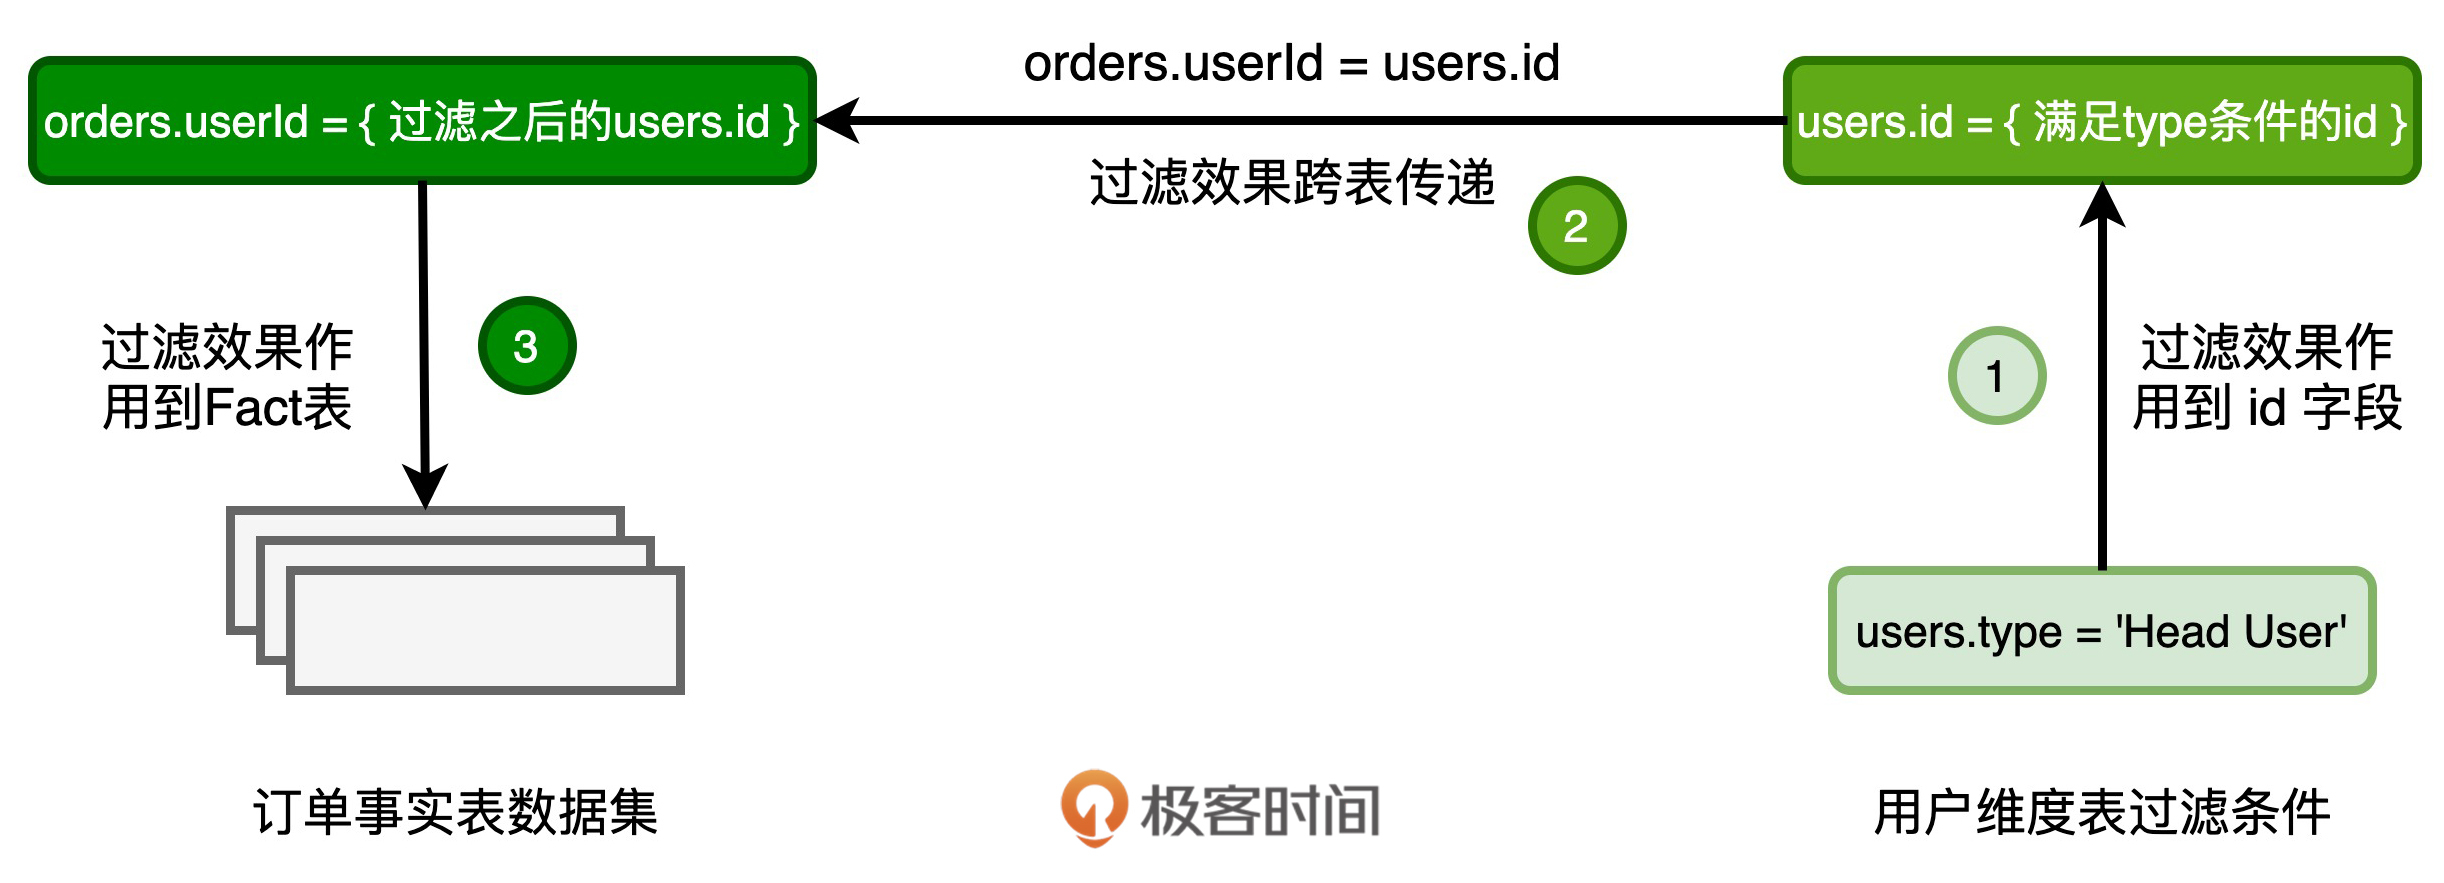 orders.userId = users.id
orders.userId = { 过滤之后的users.id }
users.id = { 满足type条件的id }
过滤效果跨表传递
2
3
过滤效果作
用到Fact表
1
过滤效果作
用到 id 字段
users.type = 'Head User'
订单事实表数据集
极客时间
用户维度表过滤条件